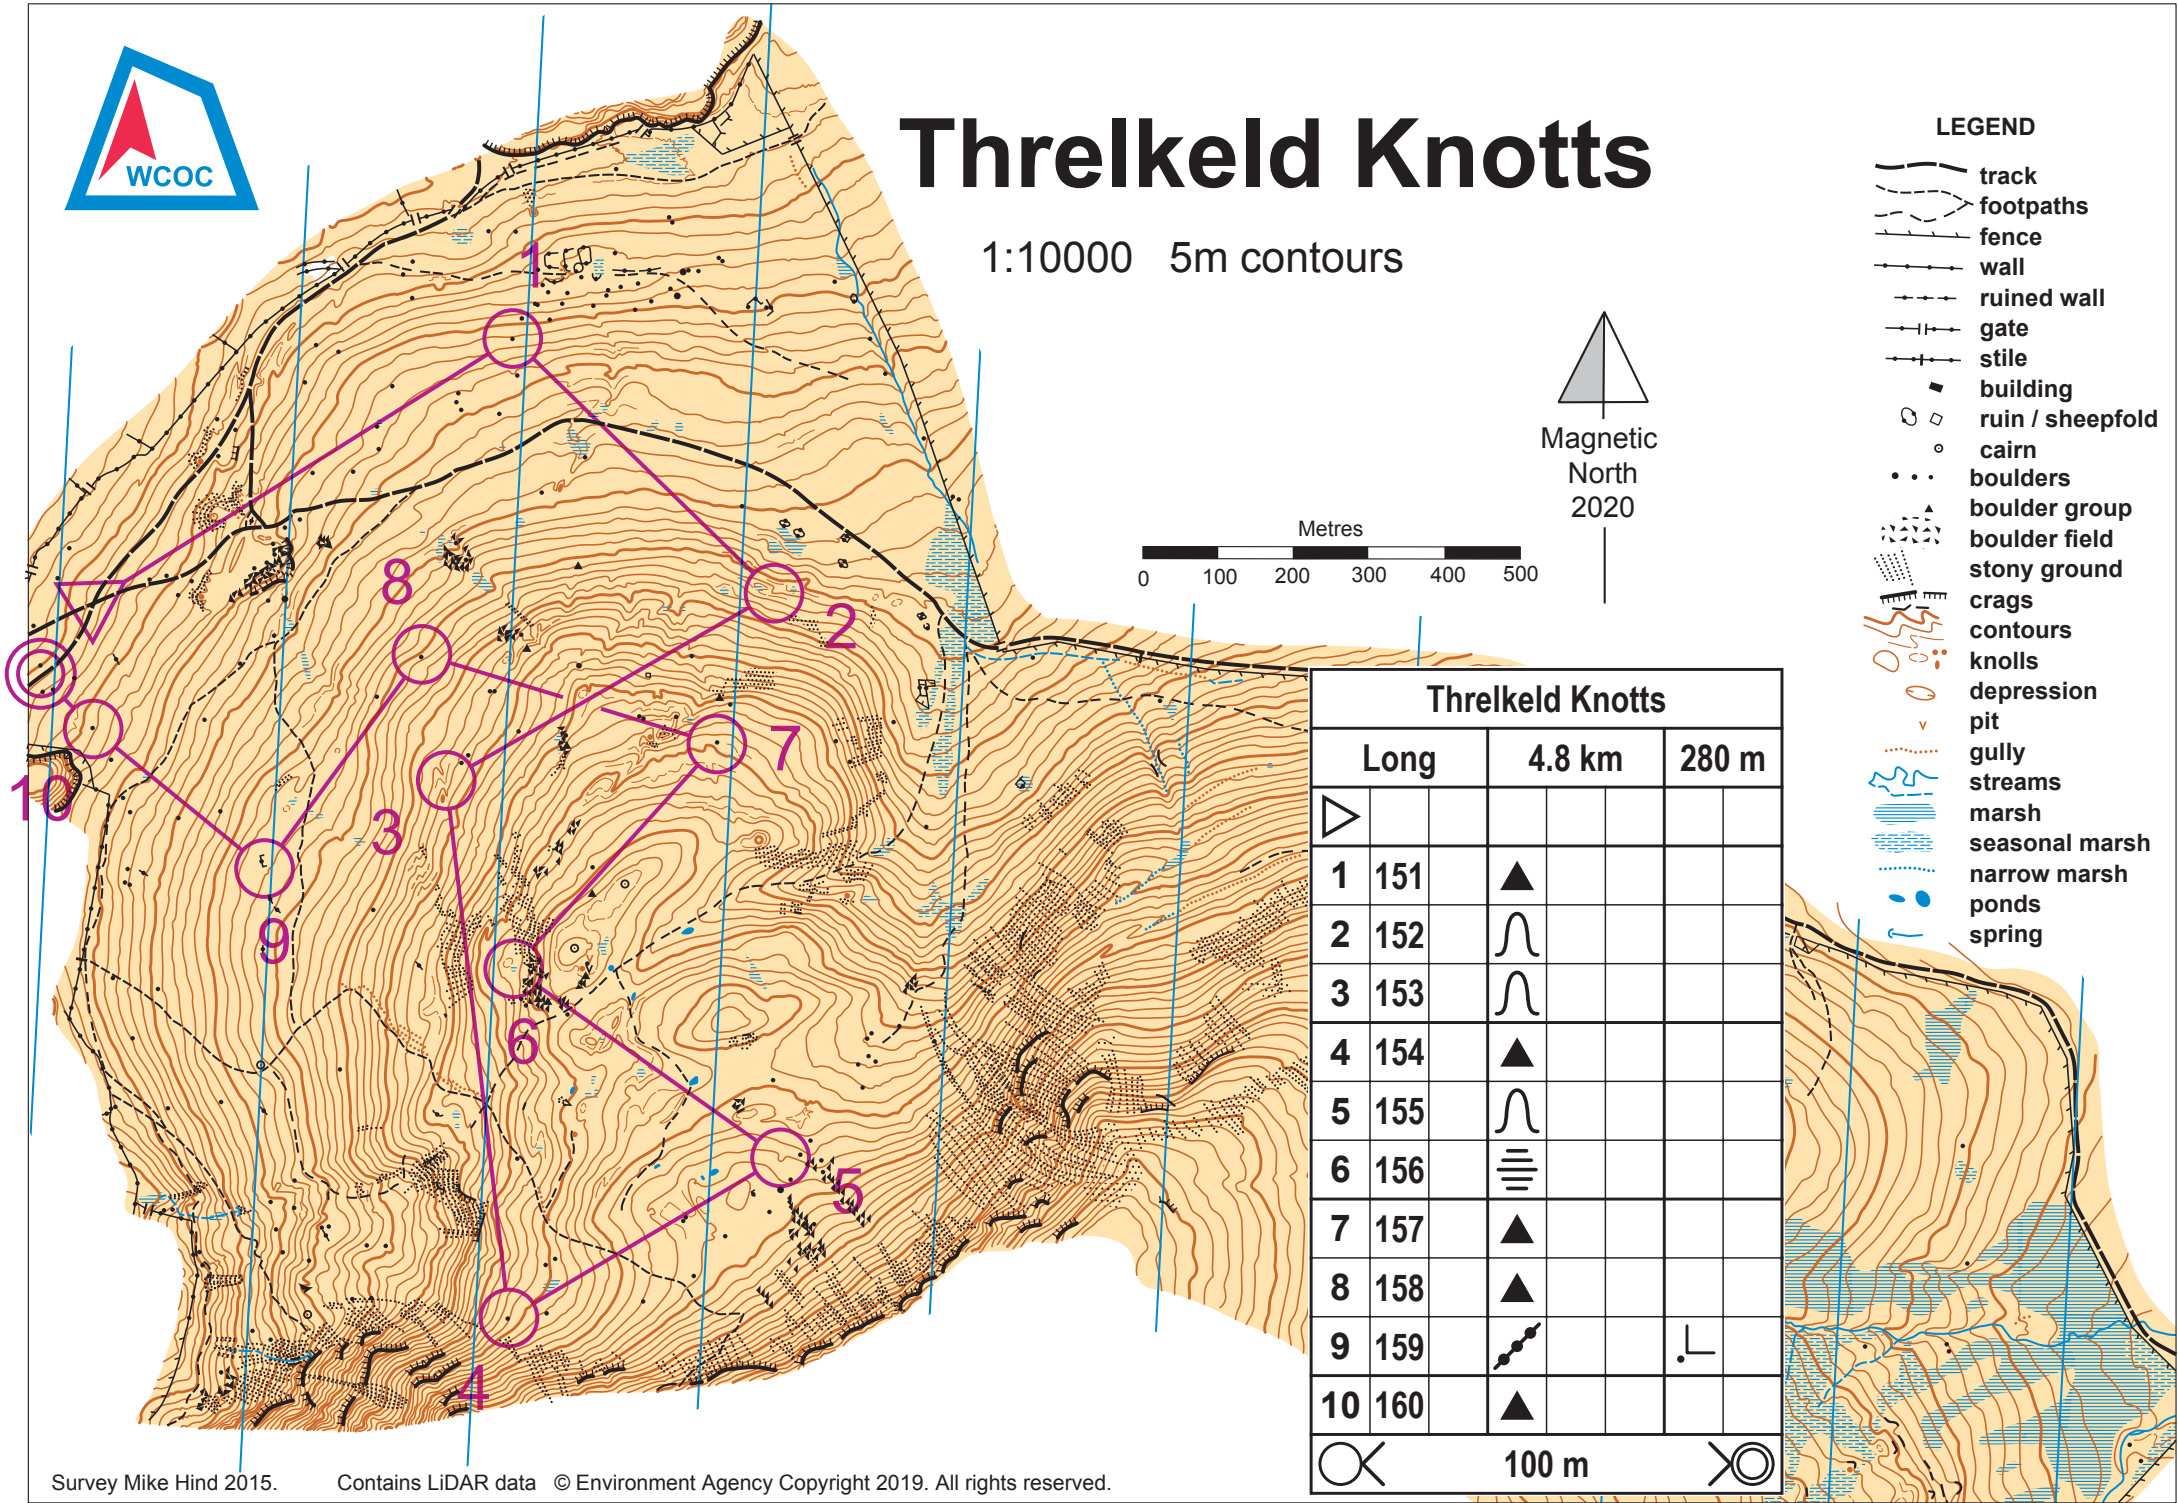 WCOC
Threlkeld Knotts
1:10000 5m contours
Magnetic
North
2020
Metres
0 100 200 300 400 500
LEGEND
track
footpaths
fence
wall
ruined wall
gate
stile
building
ruin / sheepfold
cairn
boulders
boulder group
boulder field
stony ground
crags
contours
knolls
depression
pit
gully
streams
marsh
seasonal marsh
narrow marsh
ponds
spring
1
2
3
4
5
6
7
8
9
10
Threlkeld Knotts
Long 4.8 km 280 m
1 151
2 152
3 153
4 154
5 155
6 156
7 157
8 158
9 159
10 160
100 m
Survey Mike Hind 2015. Contains LiDAR data © Environment Agency Copyright 2019. All rights reserved.